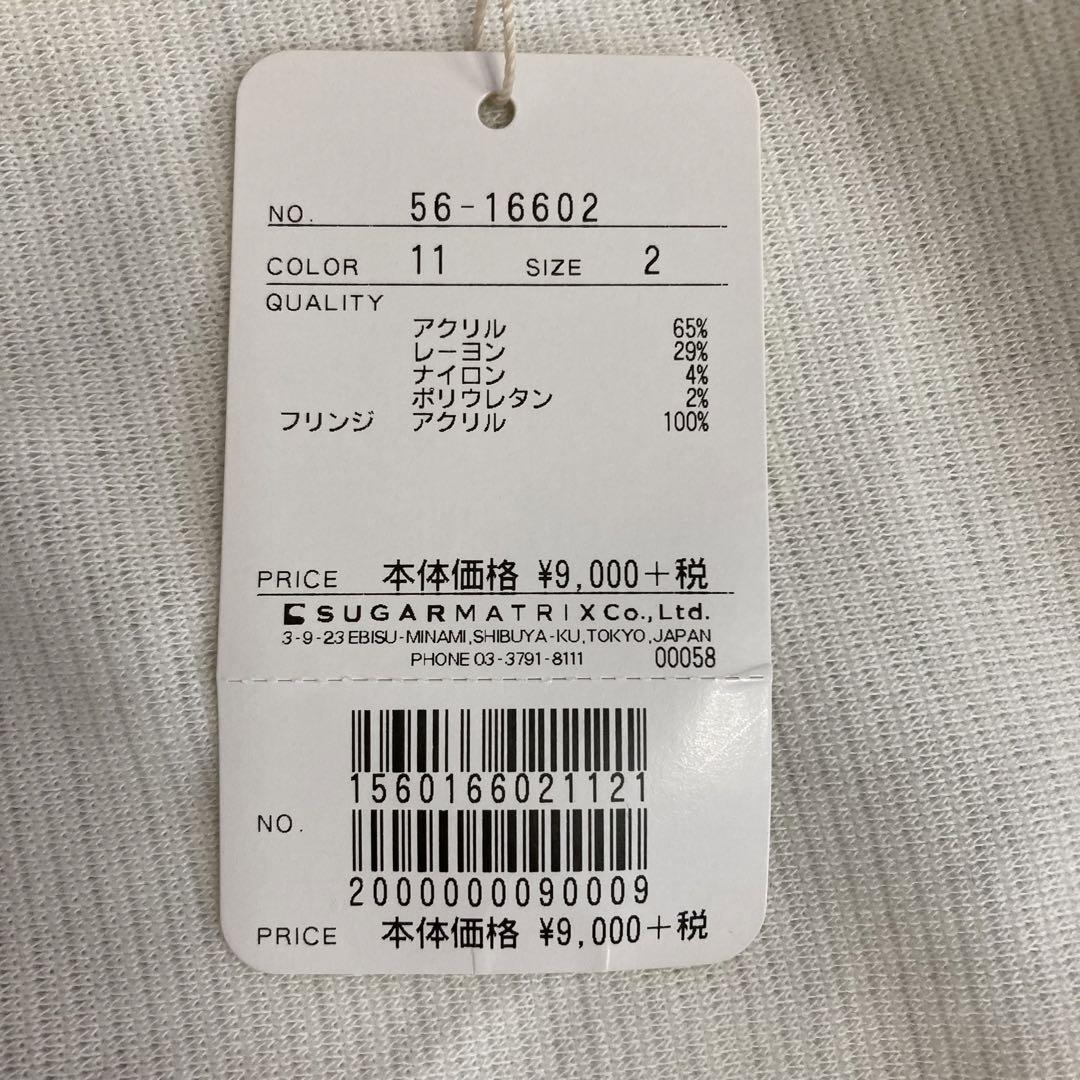 NO. 56-16602
COLOR 11 SIZE 2
QUALITY
アクリル 65%
レーヨン 29%
ナイロン 4%
ポリウレタン 2%
フリンジ アクリル 100%
PRICE 本体価格 ¥9,000+税
SUGARMATRIXCo.,Ltd.
3-9-23 EBISU-MINAMI,SHIBUYA-KU,TOKYO,JAPAN
PHONE 03-3791-8111 00058
1560166021121
NO.
2000000090009
PRICE 本体価格 ¥9,000+税